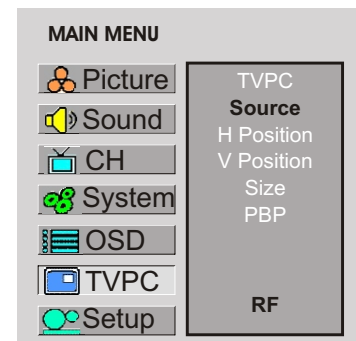 MAIN MENU
Picture
Sound
CH
System
OSD
TVPC
Setup
TVPC
Source
H Position
V Position
Size
PBP
RF